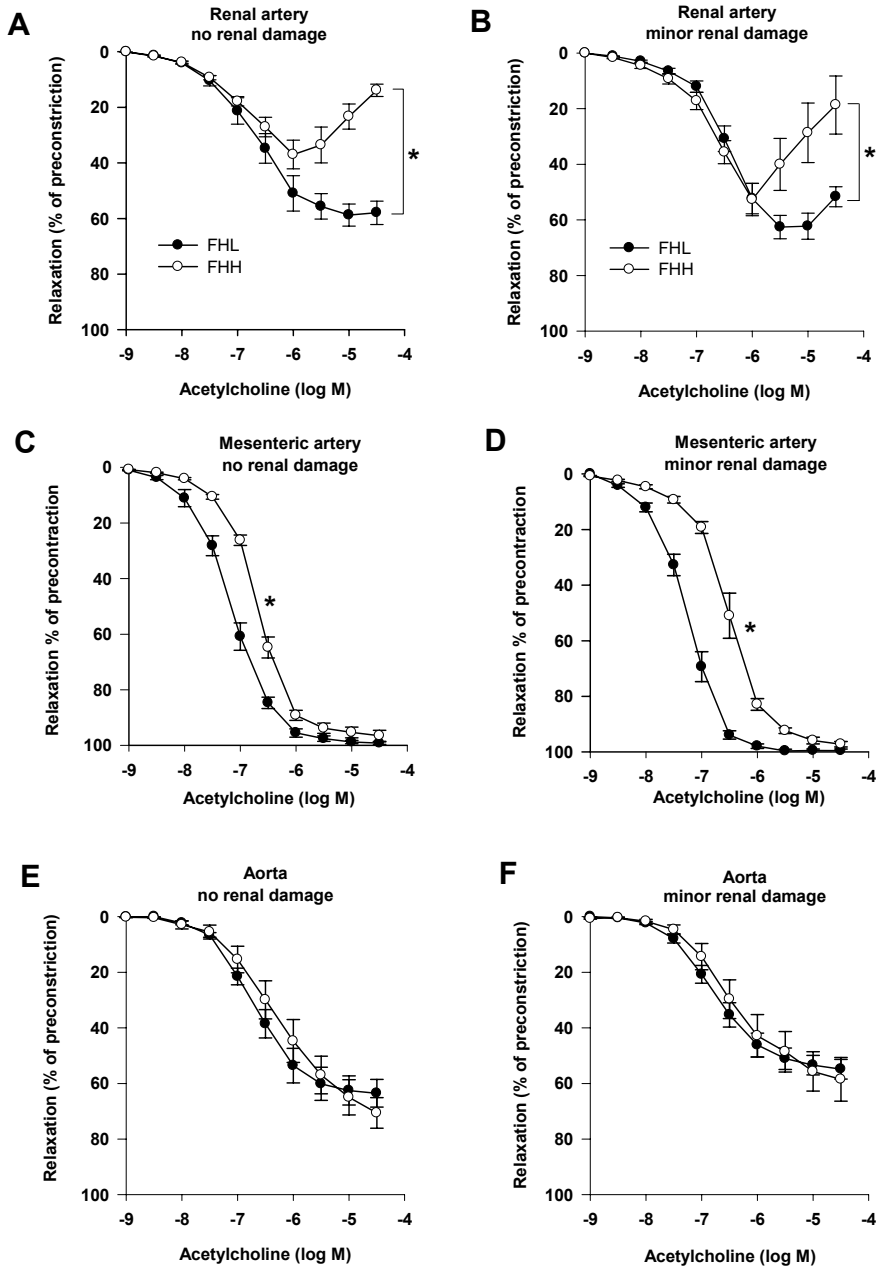 A
Renal artery
no renal damage
0
20
40
60
80
100
Relaxation (% of preconstriction)
FHL
FHH
*
-9
-8
-7
-6
-5
-4
Acetylcholine (log M)
B
Renal artery
minor renal damage
0
20
40
60
80
100
Relaxation (% of preconstriction)
FHL
FHH
*
-9
-8
-7
-6
-5
-4
Acetylcholine (log M)
C
Mesenteric artery
no renal damage
0
20
40
60
80
100
Relaxation % of precontraction
*
-9
-8
-7
-6
-5
-4
Acetylcholine (log M)
D
Mesenteric artery
minor renal damage
0
20
40
60
80
100
Relaxation % of precontraction
*
-9
-8
-7
-6
-5
-4
Acetylcholine (log M)
E
Aorta
no renal damage
0
20
40
60
80
100
Relaxation (% of preconstriction)
-9
-8
-7
-6
-5
-4
Acetylcholine (log M)
F
Aorta
minor renal damage
0
20
40
60
80
100
Relaxation (% of preconstriction)
-9
-8
-7
-6
-5
-4
Acetylcholine (log M)